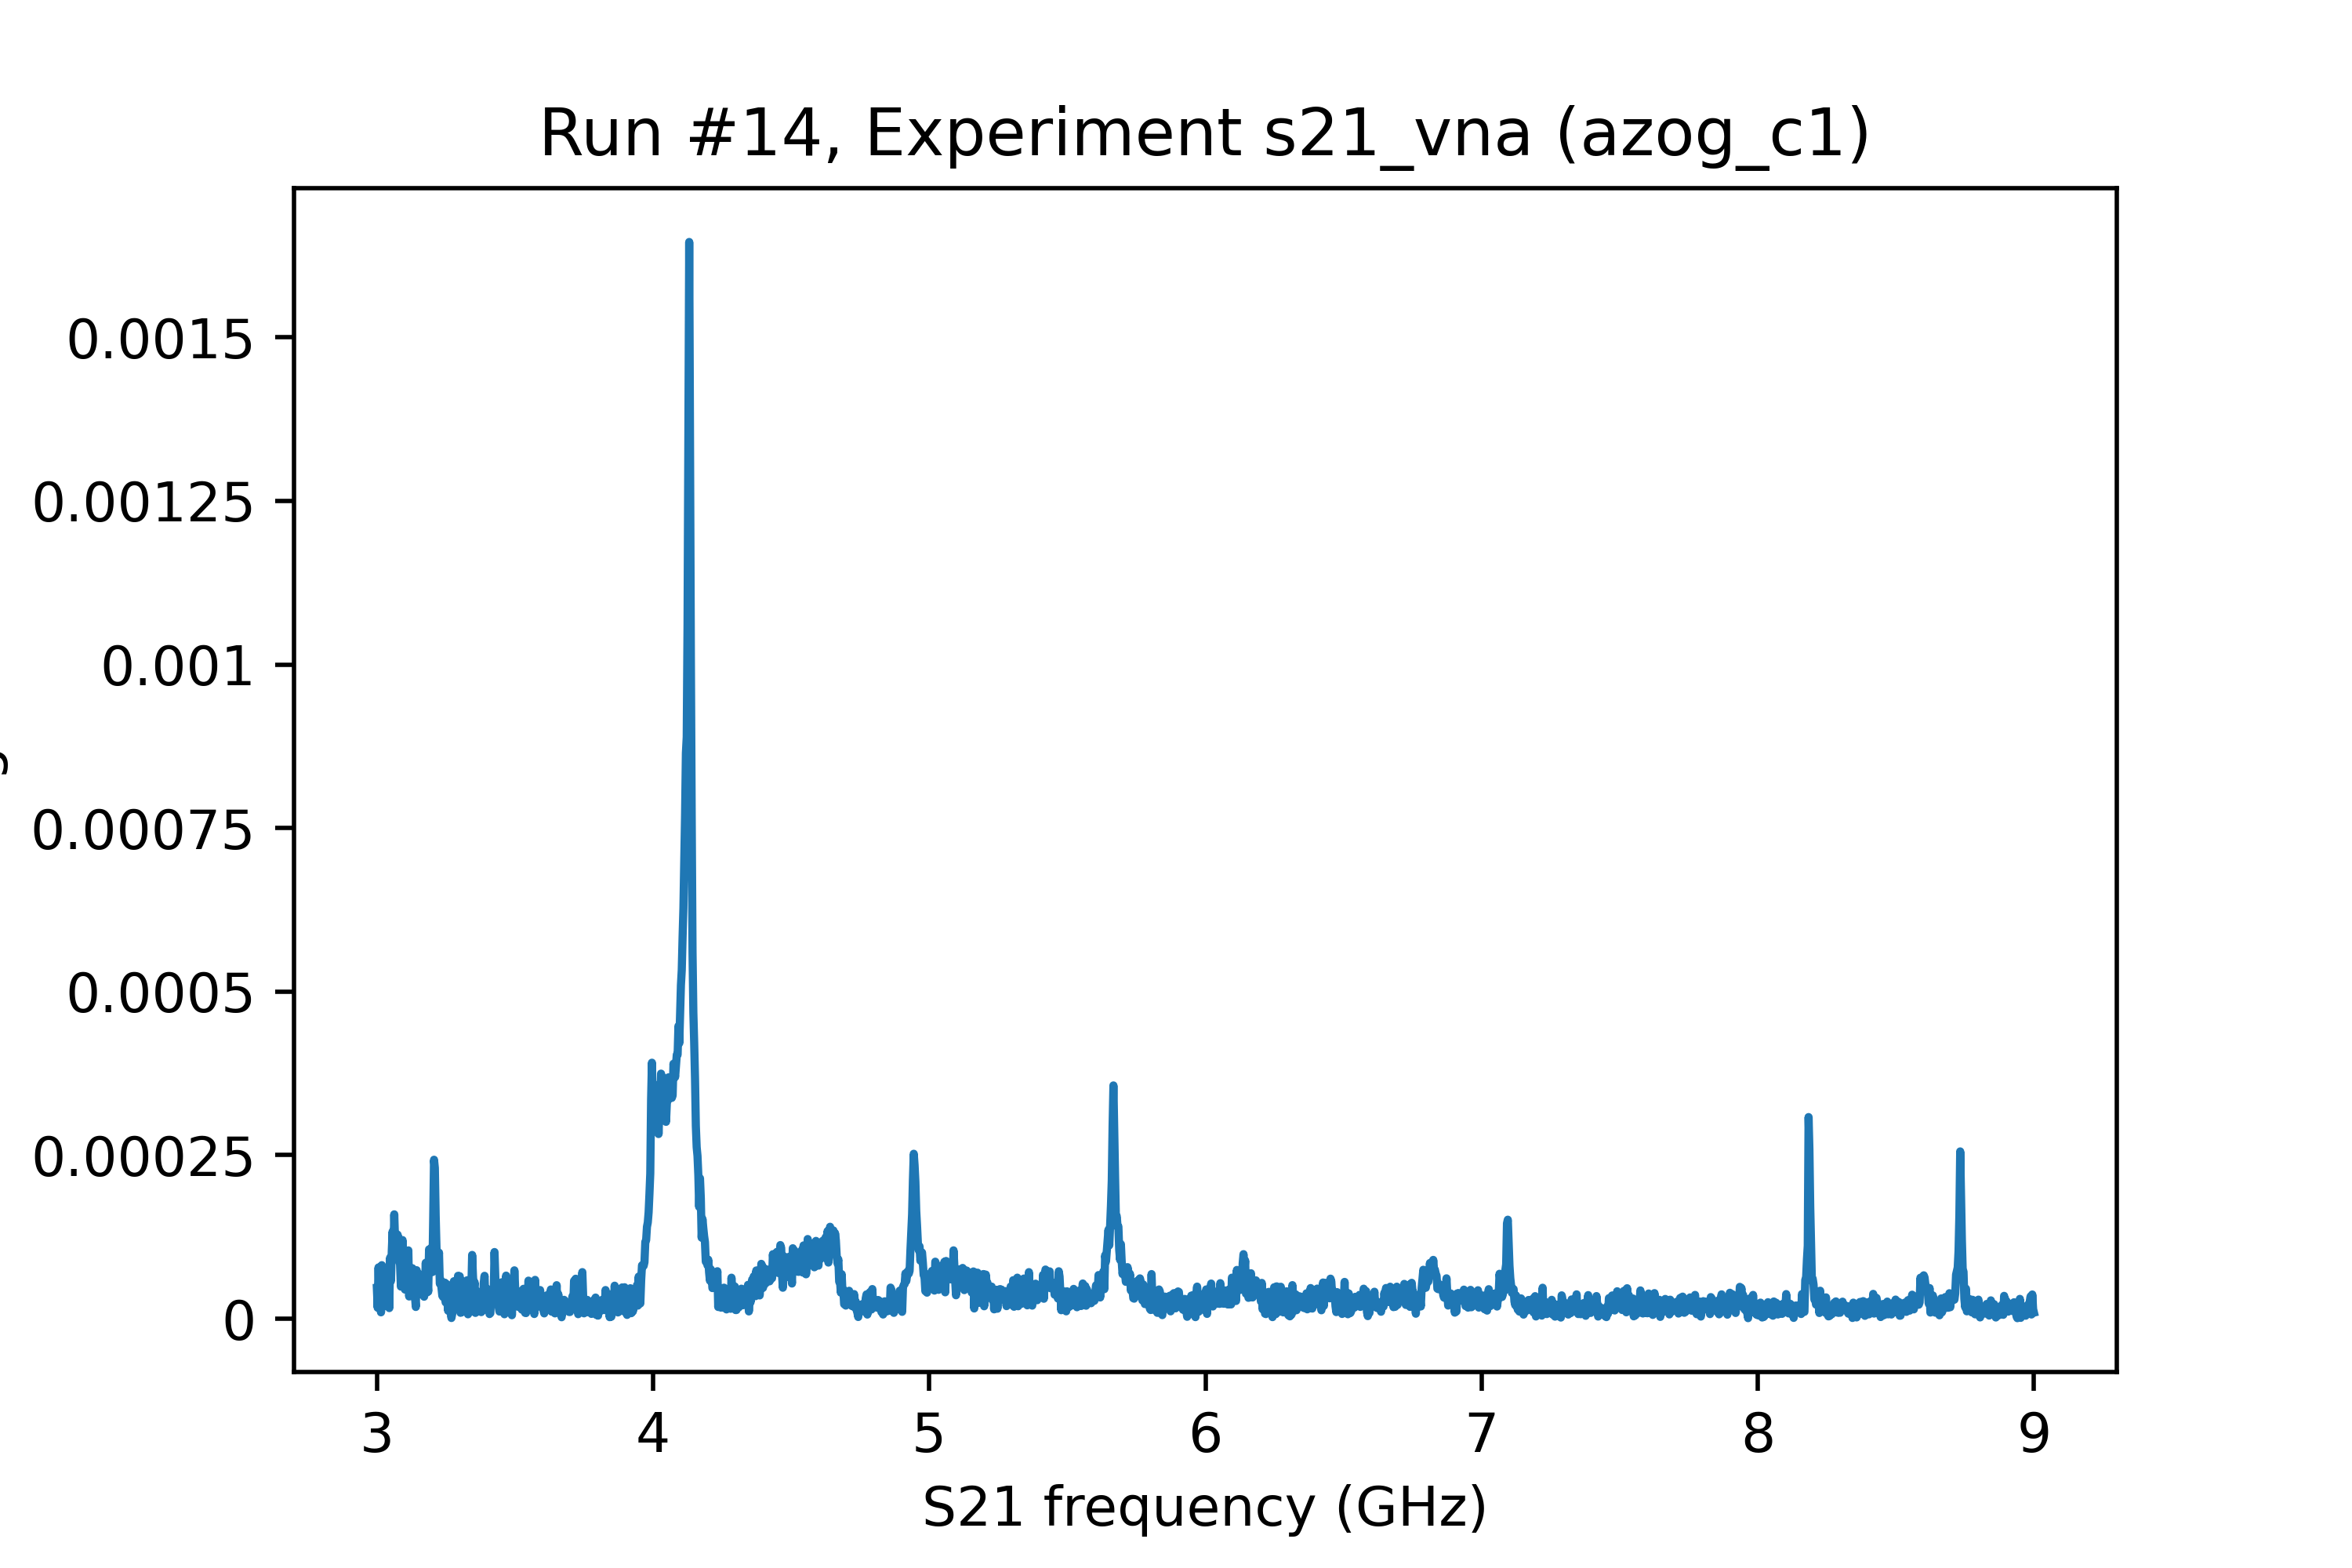 Run #14, Experiment s21_vna (azog_c1)
0.0015
0.00125
0.001
0.00075
0.0005
0.00025
0
3 4 5 6 7 8 9
S21 frequency (GHz)